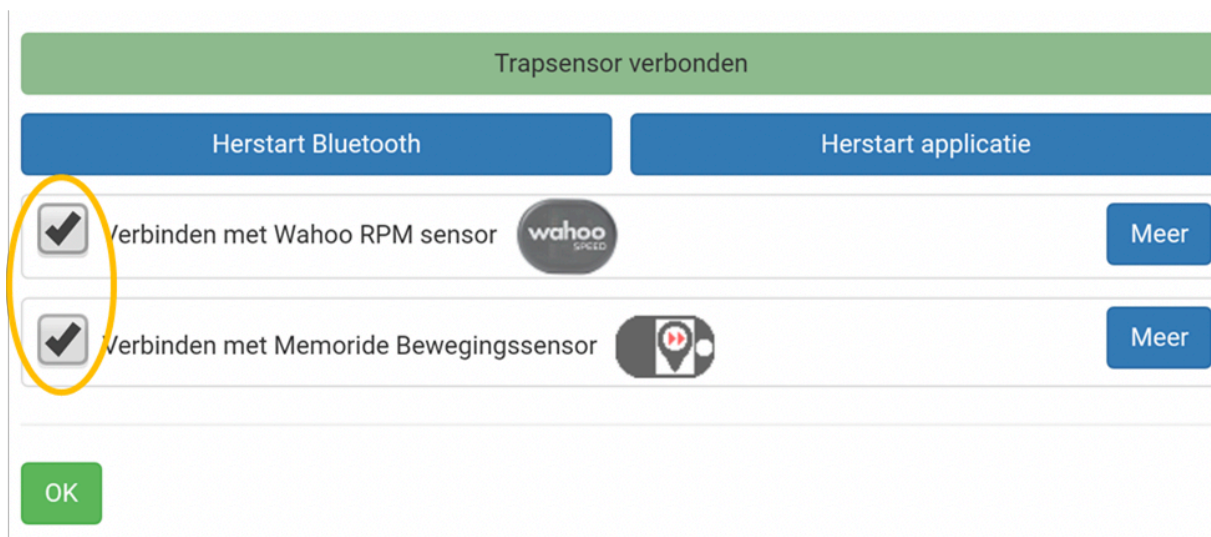 Trapsensor verbonden
Herstart Bluetooth
Herstart applicatie
Verbinden met Wahoo RPM sensor
wahoo
SPEED
Meer
Verbinden met Memoride Bewegingssensor
Meer
OK